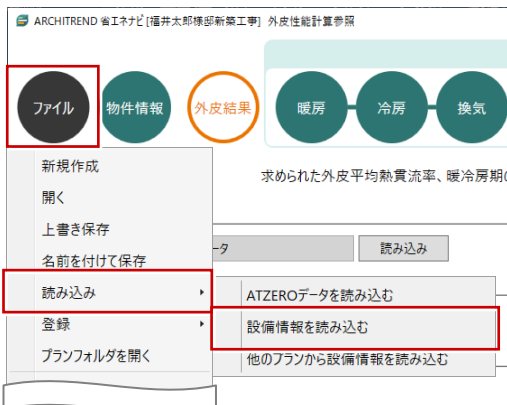 ARCHITREND 省エネナビ [福井太郎様邸新築工事] 外皮性能計算参照
ファイル
物件情報
外皮結果
暖房
冷房
換気
求められた外皮平均熱貫流率、暖冷房期
ータ
読み込み
新規作成
開く
上書き保存
名前を付けて保存
読み込み
登録
プランフォルダを開く
ATZEROデータを読み込む
設備情報を読み込む
他のプランから設備情報を読み込む